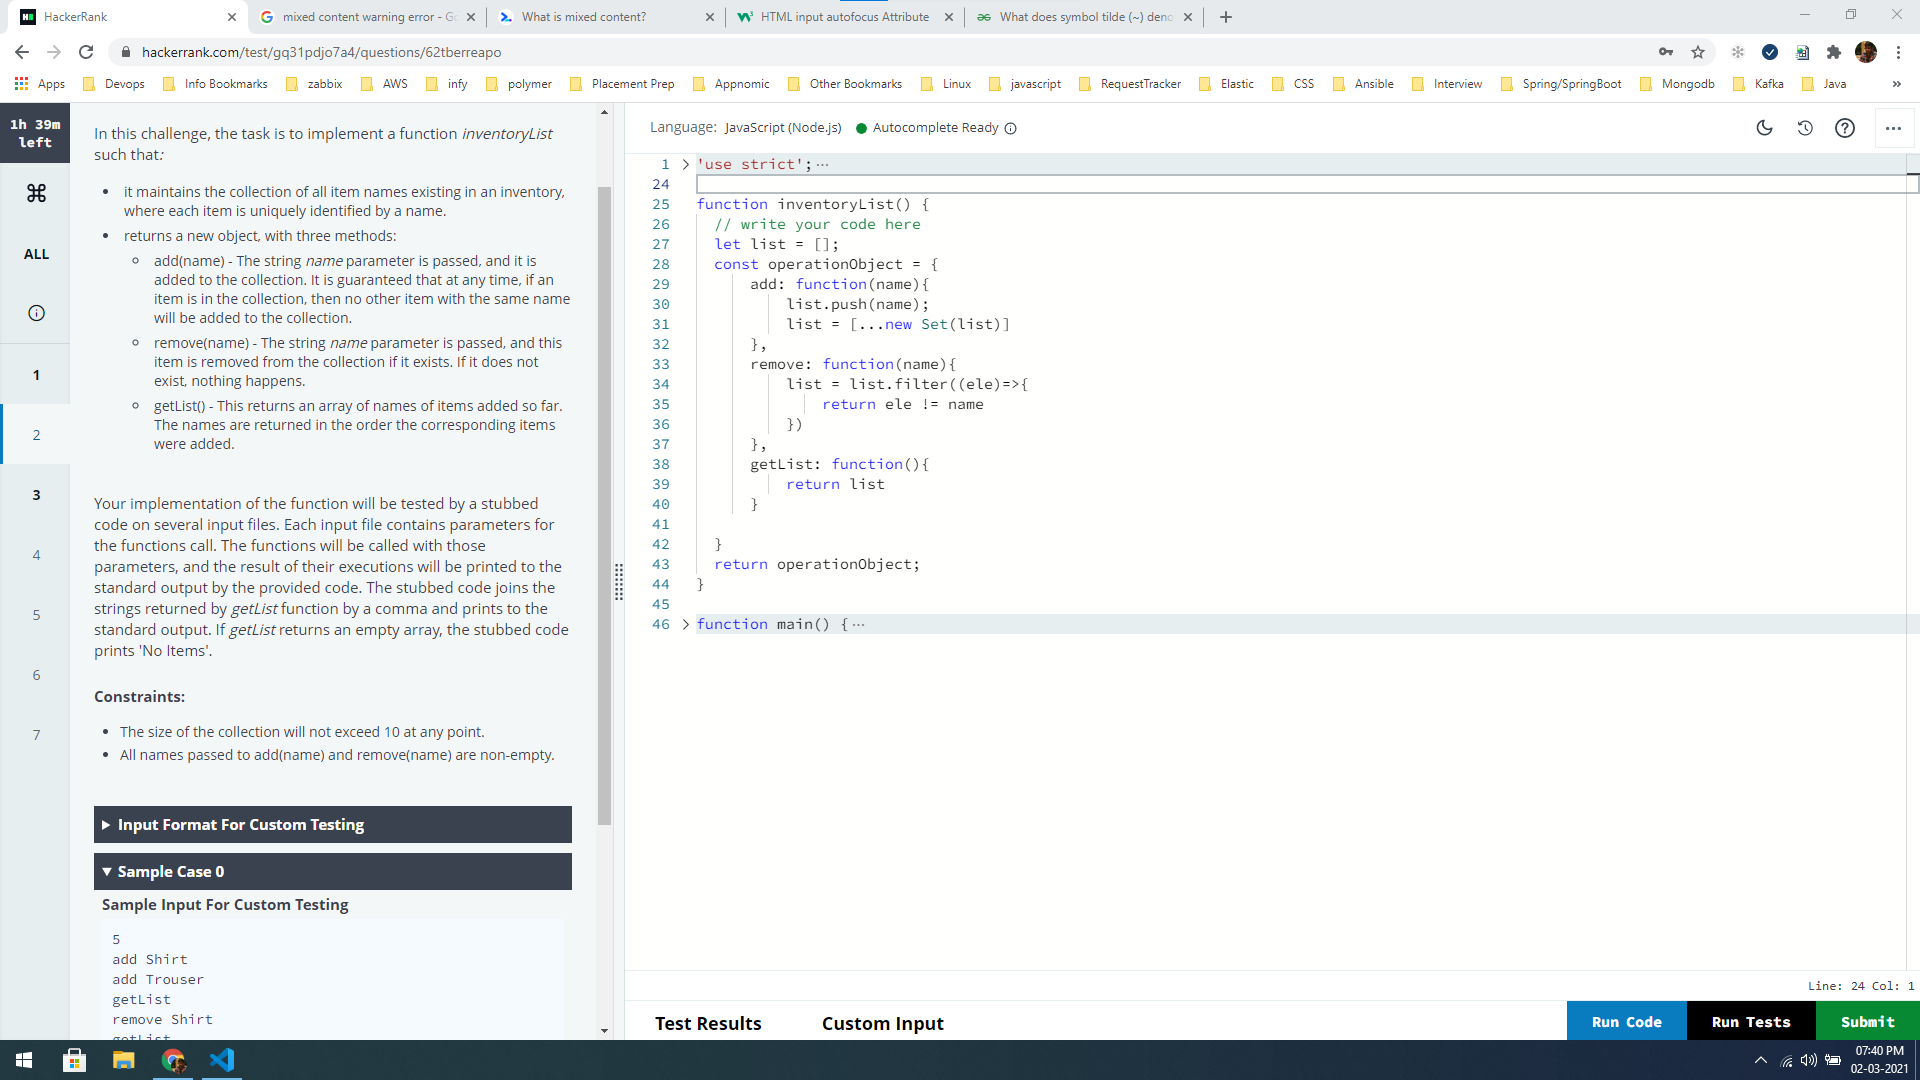 HackerRank
mixed content warning error - Go
What is mixed content?
HTML input autofocus Attribute
What does symbol tilde (~) deno
hackerrank.com/test/gq31pdjo7a4/questions/62tberreapo
Apps Devops Info Bookmarks zabbix AWS infy polymer Placement Prep Appnomic Other Bookmarks Linux javascript RequestTracker Elastic CSS Ansible Interview Spring/SpringBoot Mongodb Kafka Java »
1h 39m
left
ALL
1
2
3
4
5
6
7
In this challenge, the task is to implement a function inventoryList
such that:
• it maintains the collection of all item names existing in an inventory,
where each item is uniquely identified by a name.
• returns a new object, with three methods:
◦ add(name) - The string name parameter is passed, and it is
added to the collection. It is guaranteed that at any time, if an
item is in the collection, then no other item with the same name
will be added to the collection.
◦ remove(name) - The string name parameter is passed, and this
item is removed from the collection if it exists. If it does not
exist, nothing happens.
◦ getList() - This returns an array of names of items added so far.
The names are returned in the order the corresponding items
were added.
Your implementation of the function will be tested by a stubbed
code on several input files. Each input file contains parameters for
the functions call. The functions will be called with those
parameters, and the result of their executions will be printed to the
standard output by the provided code. The stubbed code joins the
strings returned by getList function by a comma and prints to the
standard output. If getList returns an empty array, the stubbed code
prints 'No Items'.
Constraints:
• The size of the collection will not exceed 10 at any point.
• All names passed to add(name) and remove(name) are non-empty.
Input Format For Custom Testing
Sample Case 0
Sample Input For Custom Testing
5
add Shirt
add Trouser
getList
remove Shirt
getList
Language: JavaScript (Node.js) Autocomplete Ready
1 'use strict'; ···
24
25 function inventoryList() {
26 // write your code here
27 let list = [];
28 const operationObject = {
29 add: function(name){
30 list.push(name);
31 list = [...new Set(list)]
32 },
33 remove: function(name){
34 list = list.filter((ele)=>{
35 return ele != name
36 })
37 },
38 getList: function(){
39 return list
40 }
41
42 }
43 return operationObject;
44 }
45
46 function main() { ···
Line: 24 Col: 1
Test Results Custom Input Run Code Run Tests Submit
07:40 PM
02-03-2021